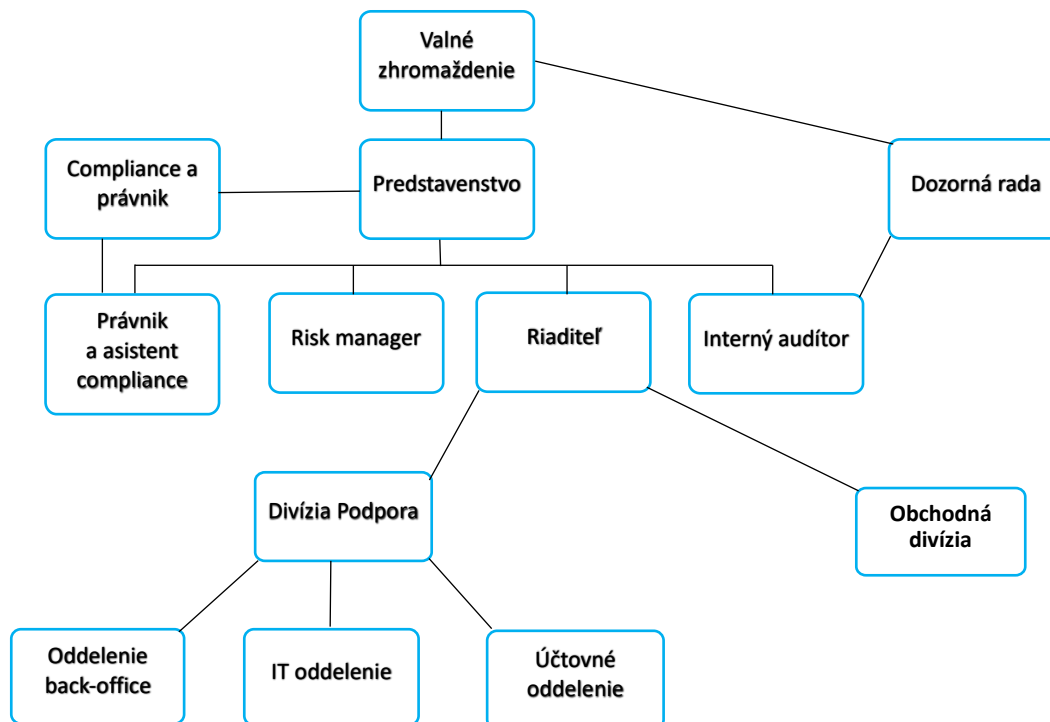 Valné
zhromaždenie
Compliance a
právnik
Predstavenstvo
Dozorná rada
Právnik
a asistent
compliance
Risk manager
Riaditeľ
Interný audítor
Divízia Podpora
Obchodná
divízia
Oddelenie
back-office
IT oddelenie
Účtovné
oddelenie